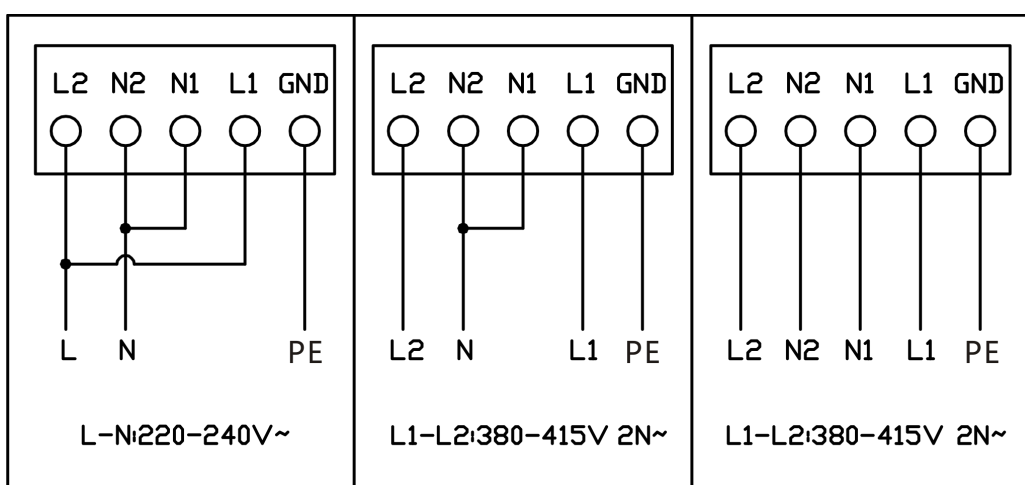 L2 N2 N1 L1 GND
L N PE
L-N:220-240V~
L2 N2 N1 L1 GND
L2 N L1 PE
L1-L2:380-415V 2N~
L2 N2 N1 L1 GND
L2 N2 N1 L1 PE
L1-L2:380-415V 2N~